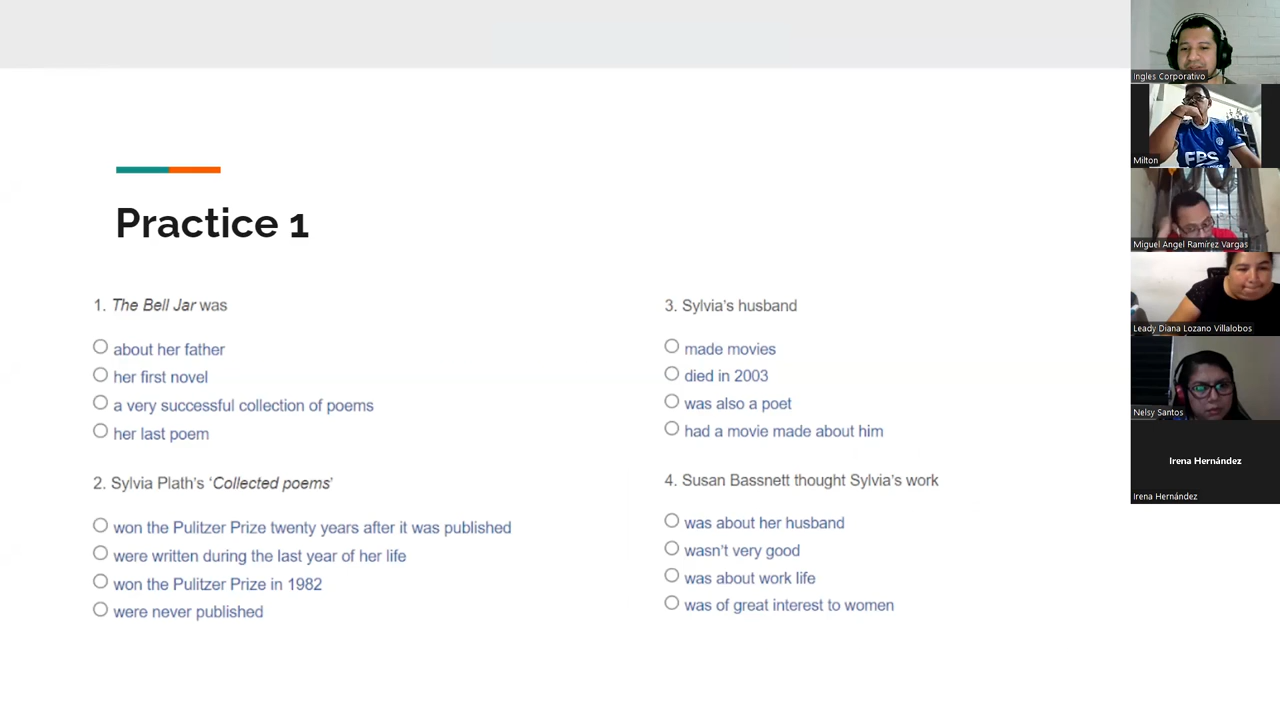 Practice 1
1. The Bell Jar was
about her father
her first novel
a very successful collection of poems
her last poem
2. Sylvia Plath's 'Collected poems'
won the Pulitzer Prize twenty years after it was published
were written during the last year of her life
won the Pulitzer Prize in 1982
were never published
3. Sylvia's husband
made movies
died in 2003
was also a poet
had a movie made about him
4. Susan Bassnett thought Sylvia's work
was about her husband
wasn't very good
was about work life
was of great interest to women
Ingles Corporativo
Milton
Miguel Angel Ramírez Vargas
Leady Diana Lozano Villalobos
Nelsy Santos
Irena Hernández
Irena Hernández